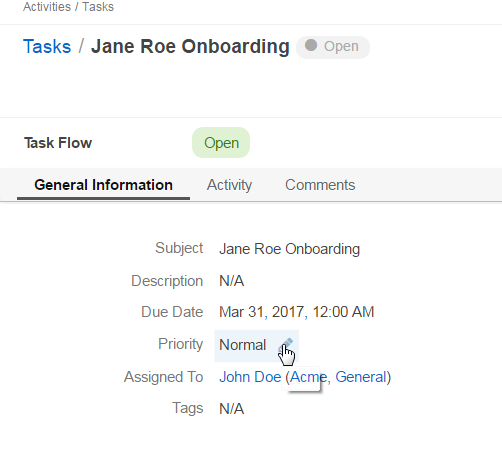 Activities / Tasks
Tasks / Jane Roe Onboarding Open
Task Flow Open
General Information Activity Comments
Subject Jane Roe Onboarding
Description N/A
Due Date Mar 31, 2017, 12:00 AM
Priority Normal
Assigned To John Doe (Acme, General)
Tags N/A